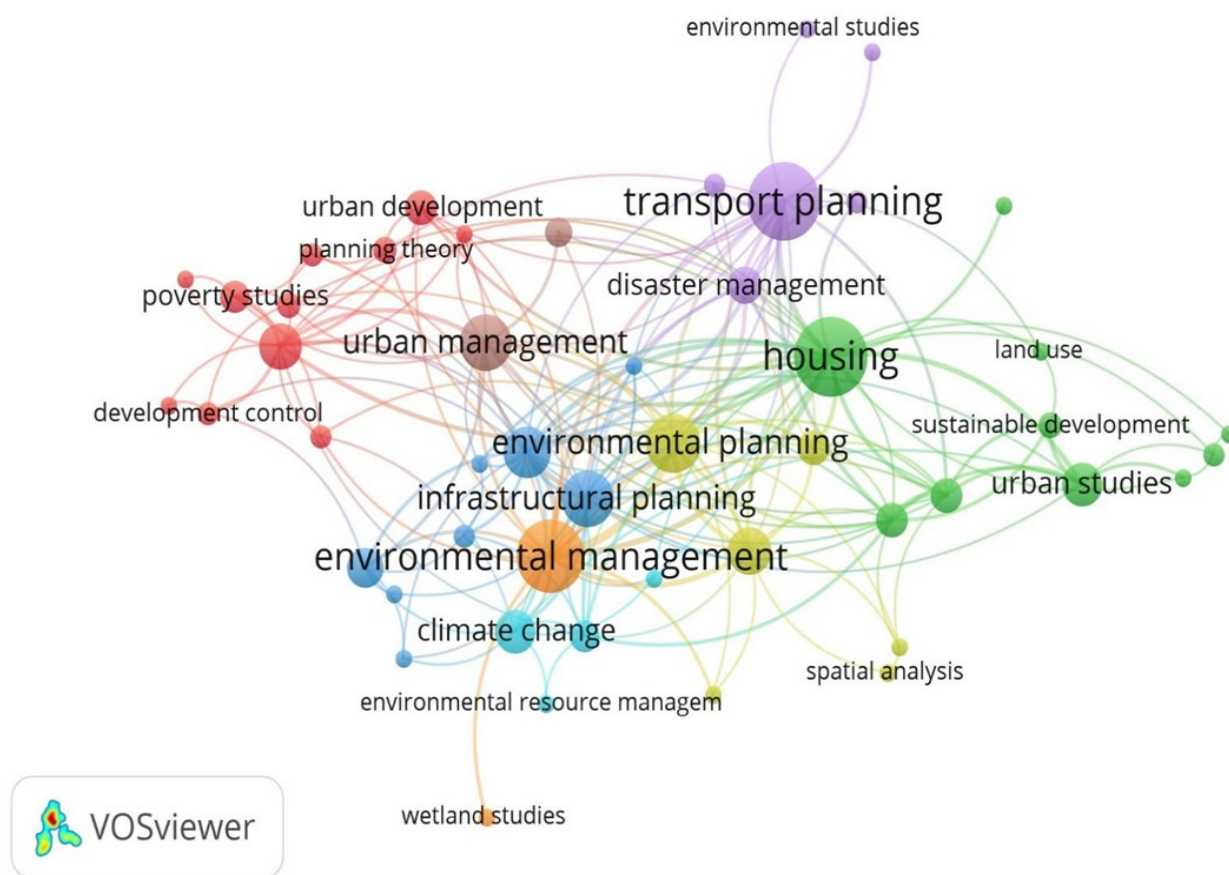 environmental studies
transport planning
urban development
planning theory
disaster management
poverty studies
urban management
housing
land use
development control
sustainable development
environmental planning
urban studies
infrastructural planning
environmental management
climate change
spatial analysis
environmental resource managem
wetland studies
VOSviewer